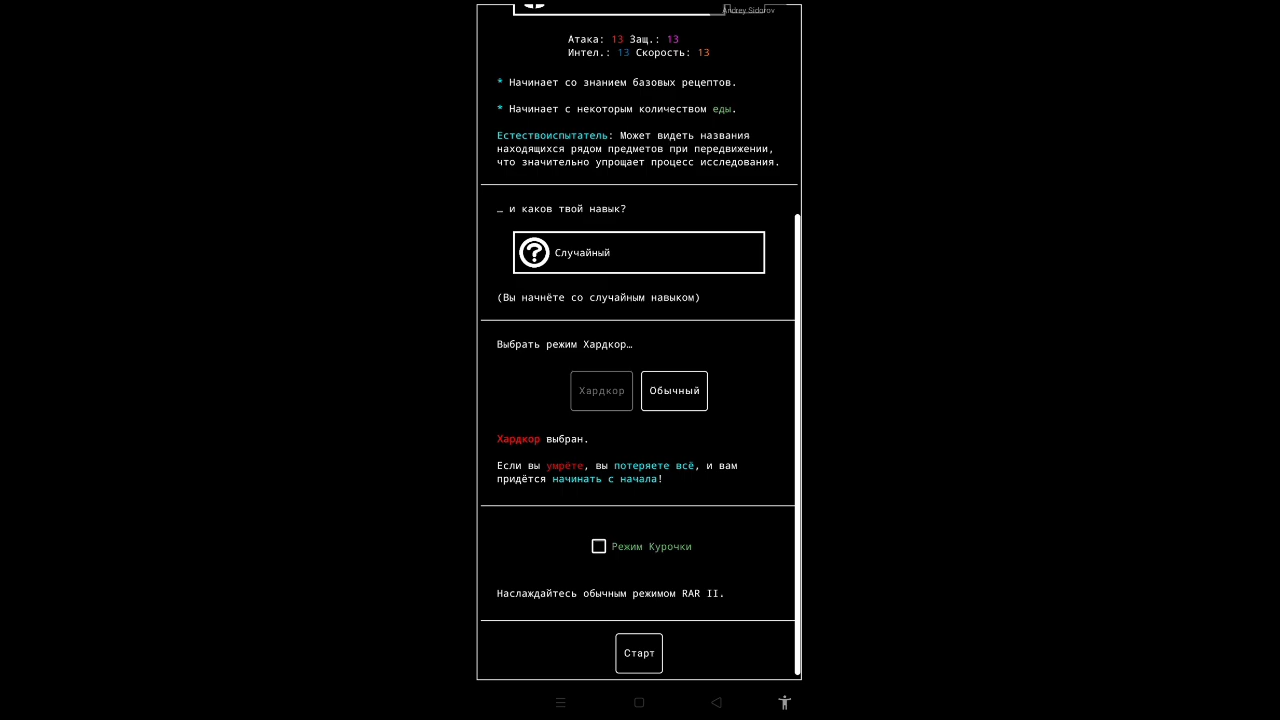 Andrey Sidorov
Атака: 13 Защ.: 13
Интел.: 13 Скорость: 13
* Начинает со знанием базовых рецептов.
* Начинает с некоторым количеством еды.
Естествоиспытатель: Может видеть названия
находящихся рядом предметов при передвижении,
что значительно упрощает процесс исследования.
… и каков твой навык?
Случайный
(Вы начнёте со случайным навыком)
Выбрать режим Хардкор…
Хардкор Обычный
Хардкор выбран.
Если вы умрёте, вы потеряете всё, и вам
придётся начинать с начала!
Режим Курочки
Наслаждайтесь обычным режимом RAR II.
Старт